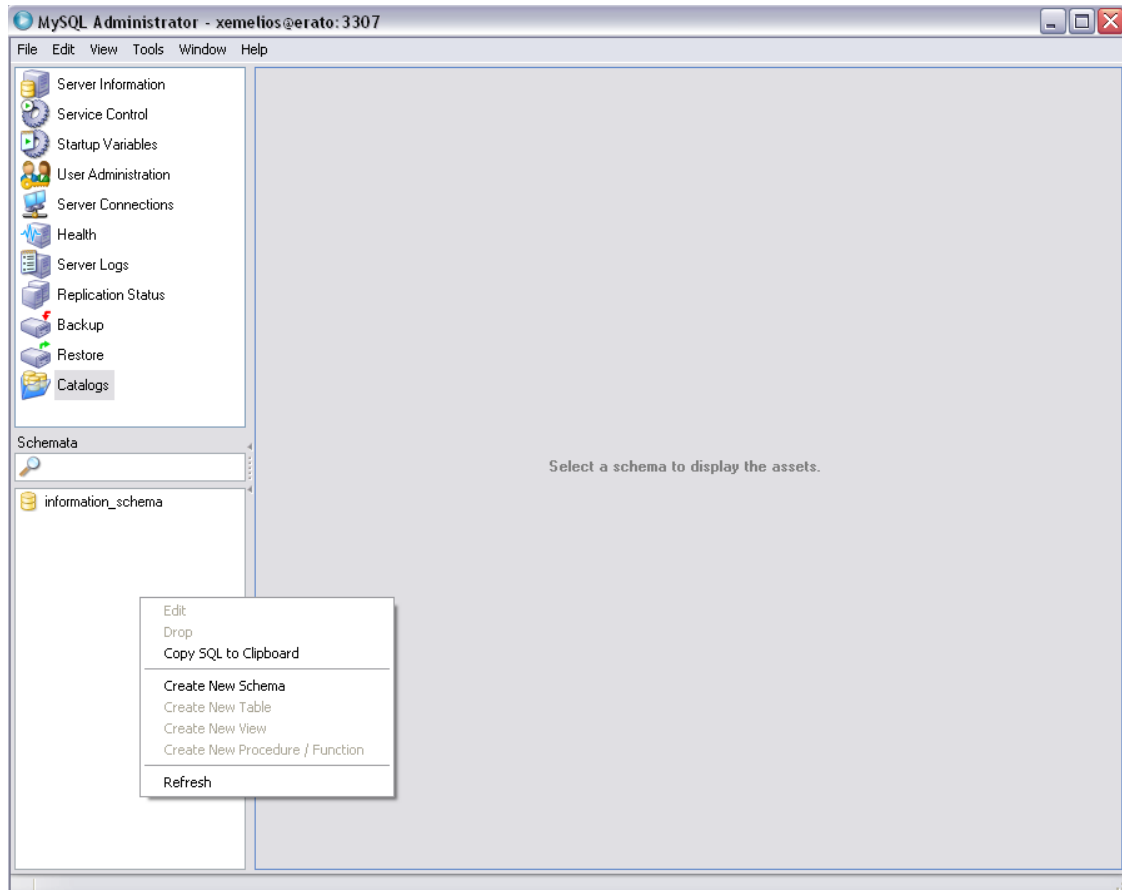 MySQL Administrator - xemelios@erato:3307
File Edit View Tools Window Help
Server Information
Service Control
Startup Variables
User Administration
Server Connections
Health
Server Logs
Replication Status
Backup
Restore
Catalogs
Schemata
information_schema
Select a schema to display the assets.
Edit
Drop
Copy SQL to Clipboard
Create New Schema
Create New Table
Create New View
Create New Procedure / Function
Refresh